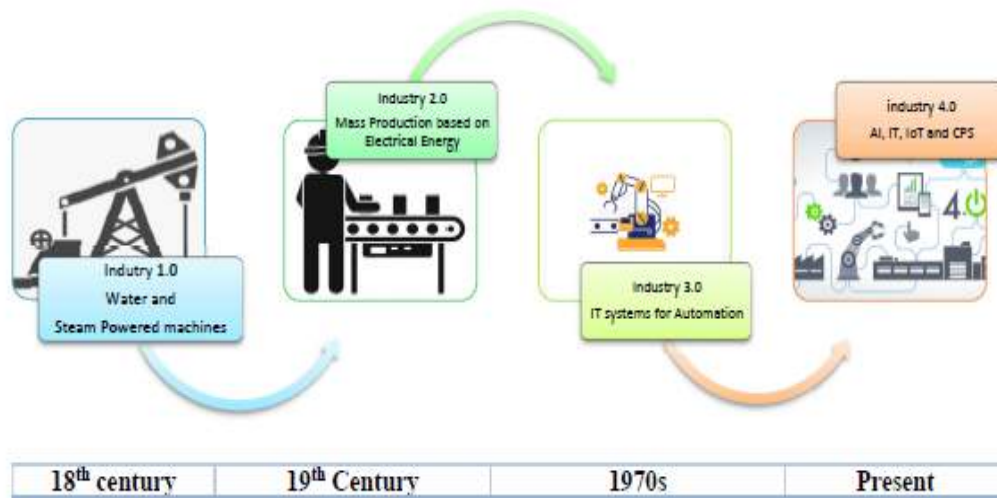 Indutry 1.0
Water and
Steam Powered machines
Industry 2.0
Mass Production based on
Electrical Energy
Industry 3.0
IT systems for Automation
industry 4.0
AI, IT, IoT and CPS
4.0
18th century
19th Century
1970s
Present